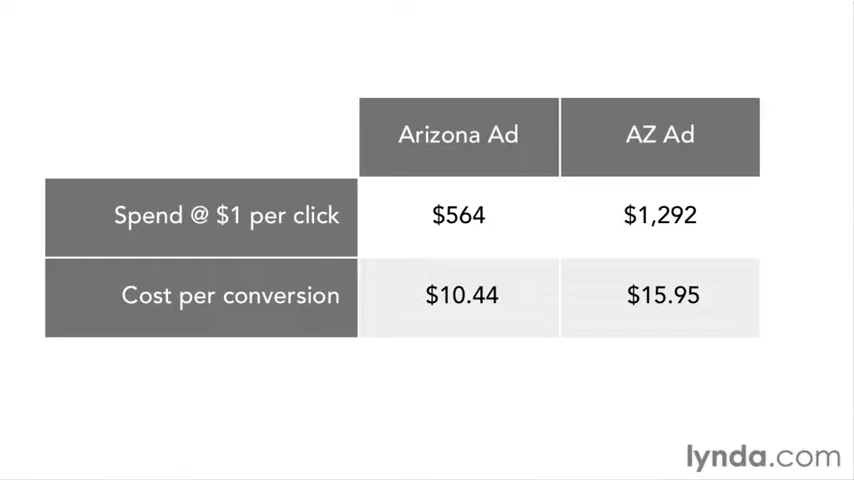 Arizona Ad AZ Ad
Spend @ $1 per click $564 $1,292
Cost per conversion $10.44 $15.95
lynda.com